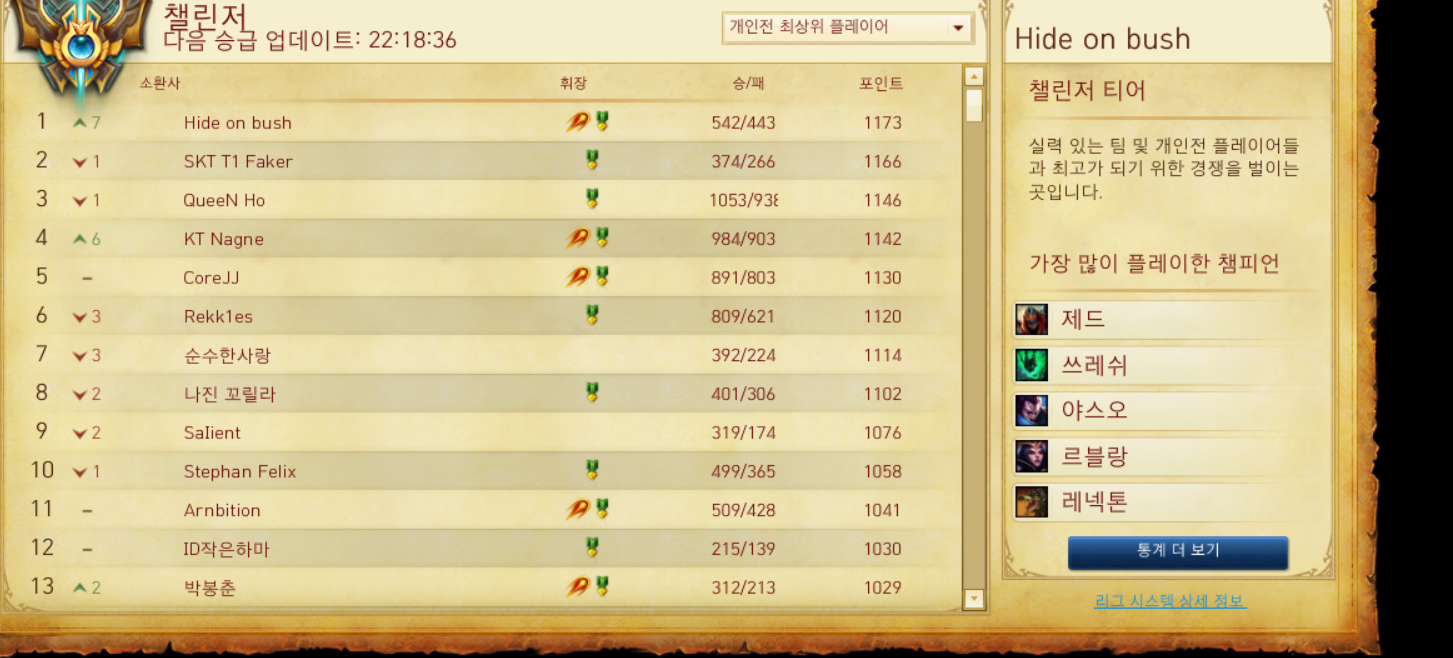 챌린저
다음 승급 업데이트: 22:18:36
개인전 최상위 플레이어
소환사 휘장 승/패 포인트
1 7 Hide on bush 542/443 1173
2 1 SKT T1 Faker 374/266 1166
3 1 QueeN Ho 1053/938 1146
4 6 KT Nagne 984/903 1142
5 - CoreJJ 891/803 1130
6 3 Rekk1es 809/621 1120
7 3 순수한사랑 392/224 1114
8 2 나진 꼬릴라 401/306 1102
9 2 SaIient 319/174 1076
10 1 Stephan Felix 499/365 1058
11 - Arnbition 509/428 1041
12 - ID작은하마 215/139 1030
13 2 박봉춘 312/213 1029
Hide on bush
챌린저 티어
실력 있는 팀 및 개인전 플레이어들
과 최고가 되기 위한 경쟁을 벌이는
곳입니다.
가장 많이 플레이한 챔피언
제드
쓰레쉬
야스오
르블랑
레넥톤
통계 더 보기
리그 시스템 상세 정보